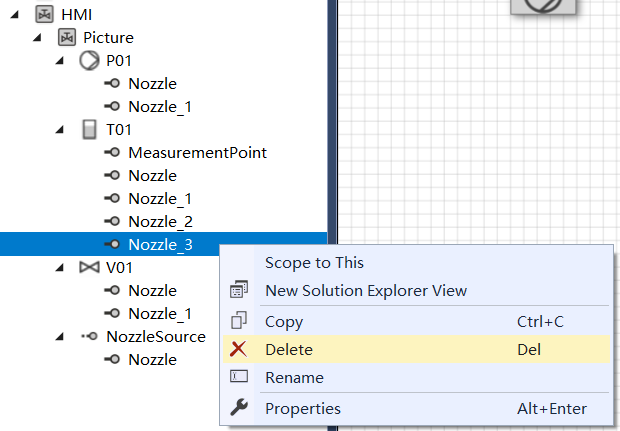 HMI
Picture
P01
Nozzle
Nozzle_1
T01
MeasurementPoint
Nozzle
Nozzle_1
Nozzle_2
Nozzle_3
V01
Nozzle
Nozzle_1
NozzleSource
Nozzle
Scope to This
New Solution Explorer View
Copy Ctrl+C
Delete Del
Rename
Properties Alt+Enter